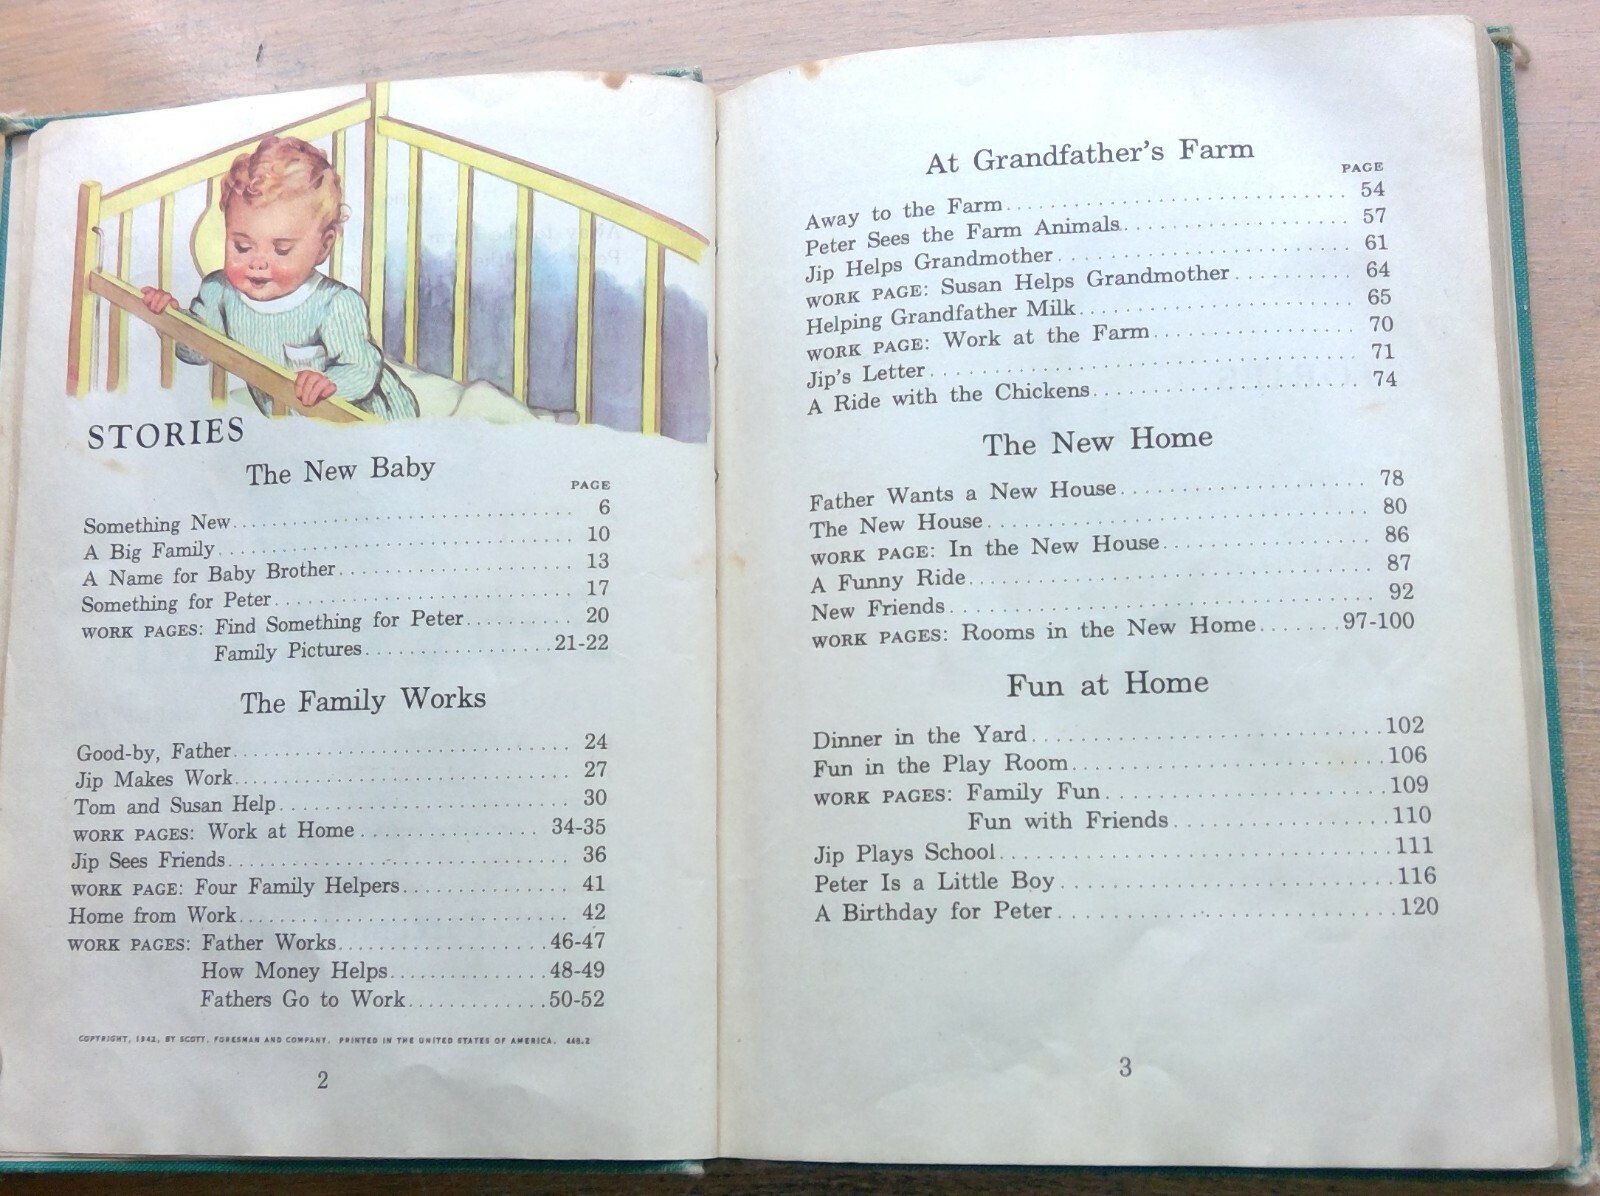 STORIES
The New Baby
PAGE
Something New........................................ 6
A Big Family........................................ 10
A Name for Baby Brother.......................... 13
Something for Peter................................ 17
WORK PAGES: Find Something for Peter.......... 20
Family Pictures.................21-22
The Family Works
Good-by, Father.................................... 24
Jip Makes Work.................................... 27
Tom and Susan Help............................... 30
WORK PAGES: Work at Home................. 34-35
Jip Sees Friends.................................... 36
WORK PAGE: Four Family Helpers................ 41
Home from Work.................................... 42
WORK PAGES: Father Works....................46-47
How Money Helps...............48-49
Fathers Go to Work.............50-52
COPYRIGHT, 1942, BY SCOTT, FORESMAN AND COMPANY. PRINTED IN THE UNITED STATES OF AMERICA. 448.2
2
At Grandfather's Farm
PAGE
Away to the Farm.................................... 54
Peter Sees the Farm Animals....................... 57
Jip Helps Grandmother............................. 61
WORK PAGE: Susan Helps Grandmother........... 64
Helping Grandfather Milk........................... 65
WORK PAGE: Work at the Farm.................... 70
Jip's Letter.......................................... 71
A Ride with the Chickens........................... 74
The New Home
Father Wants a New House........................ 78
The New House..................................... 80
WORK PAGE: In the New House.................... 86
A Funny Ride........................................ 87
New Friends......................................... 92
WORK PAGES: Rooms in the New Home.......97-100
Fun at Home
Dinner in the Yard.................................102
Fun in the Play Room.............................106
WORK PAGES: Family Fun.........................109
Fun with Friends..................110
Jip Plays School....................................111
Peter Is a Little Boy...............................116
A Birthday for Peter...............................120
3